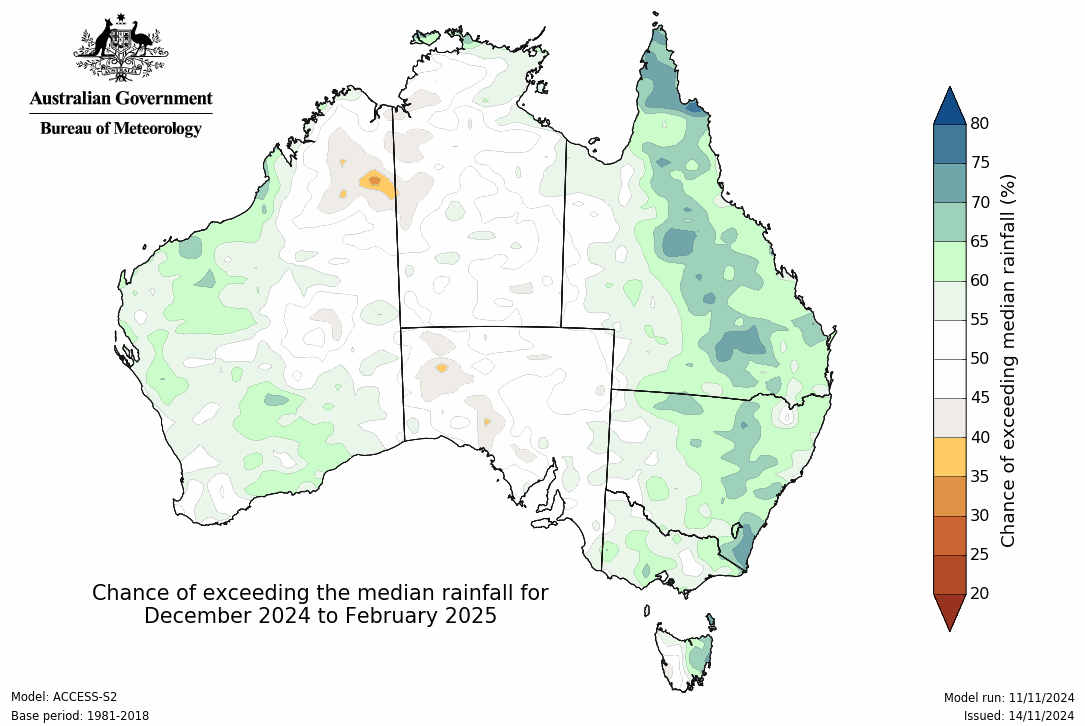 Australian Government
Bureau of Meteorology
80
75
70
65
60
55
50
45
40
35
30
25
20
Chance of exceeding median rainfall (%)
Chance of exceeding the median rainfall for
December 2024 to February 2025
Model: ACCESS-S2
Base period: 1981-2018
Model run: 11/11/2024
Issued: 14/11/2024